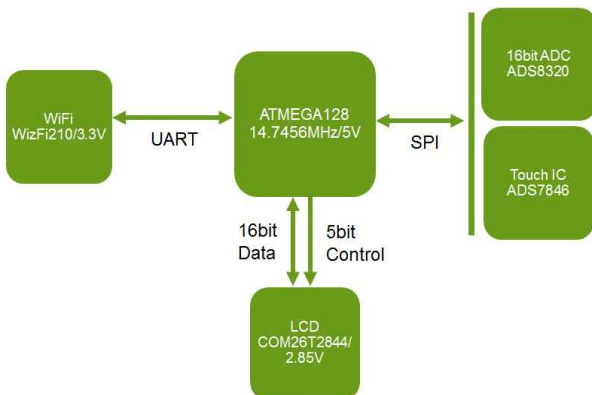 WiFi
WizFi210/3.3V
UART
ATMEGA128
14.7456MHz/5V
SPI
16bit ADC
ADS8320
Touch IC
ADS7846
16bit
Data
5bit
Control
LCD
COM26T2844/
2.85V